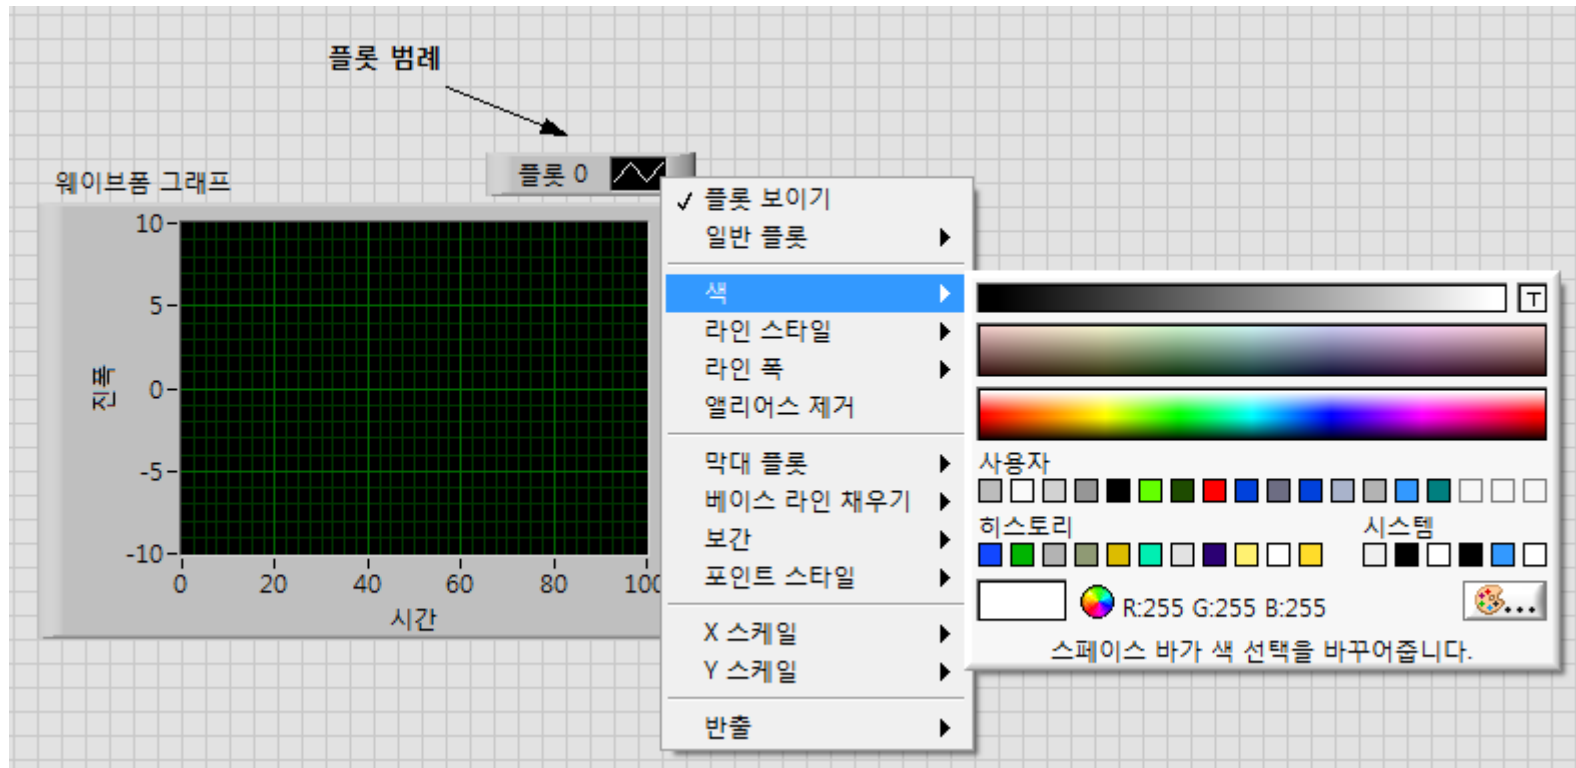 플롯 범례
플롯 0
웨이브폼 그래프
10
5
0
-5
-10
진폭
0 20 40 60 80 100
시간
플롯 보이기
일반 플롯
색
라인 스타일
라인 폭
앨리어스 제거
막대 플롯
베이스 라인 채우기
보간
포인트 스타일
X 스케일
Y 스케일
반출
T
사용자
히스토리 시스템
R:255 G:255 B:255
...
스페이스 바가 색 선택을 바꾸어줍니다.